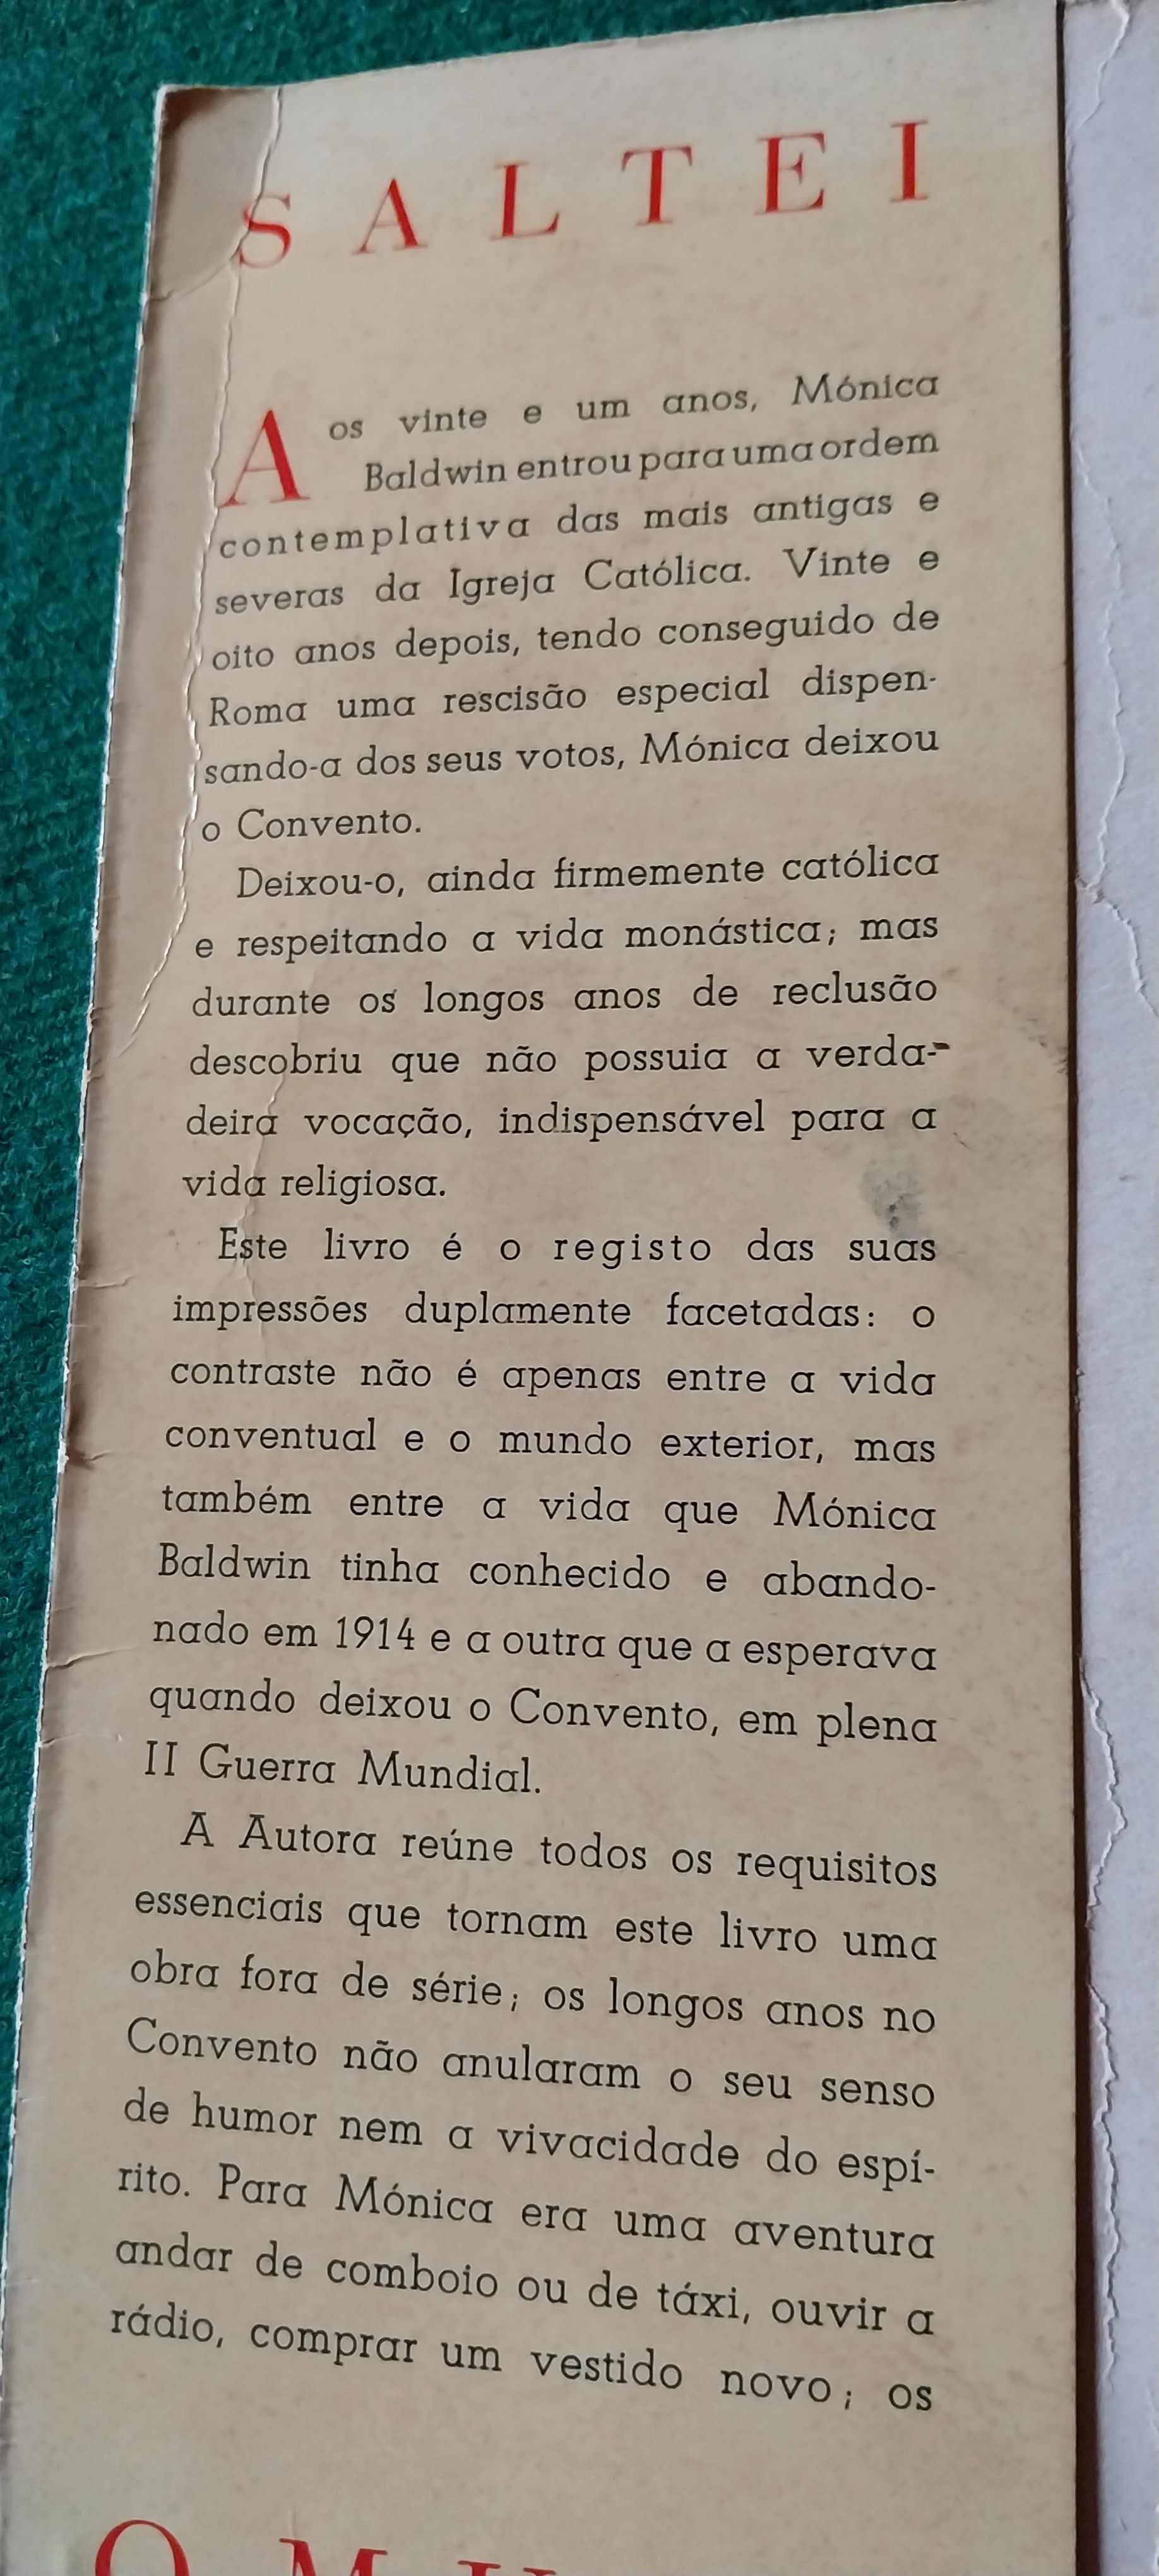 SALTEI
Aos vinte e um anos, Mónica
Baldwin entrou para uma ordem
contemplativa das mais antigas e
severas da Igreja Católica. Vinte e
oito anos depois, tendo conseguido de
Roma uma rescisão especial dispen-
sando-a dos seus votos, Mónica deixou
o Convento.
Deixou-o, ainda firmemente católica
e respeitando a vida monástica; mas
durante os longos anos de reclusão
descobriu que não possuia a verda-
deira vocação, indispensável para a
vida religiosa.
Este livro é o registo das suas
impressões duplamente facetadas: o
contraste não é apenas entre a vida
conventual e o mundo exterior, mas
também entre a vida que Mónica
Baldwin tinha conhecido e abando-
nado em 1914 e a outra que a esperava
quando deixou o Convento, em plena
II Guerra Mundial.
A Autora reúne todos os requisitos
essenciais que tornam este livro uma
obra fora de série; os longos anos no
Convento não anularam o seu senso
de humor nem a vivacidade do espí-
rito. Para Mónica era uma aventura
andar de comboio ou de táxi, ouvir a
rádio, comprar um vestido novo; os